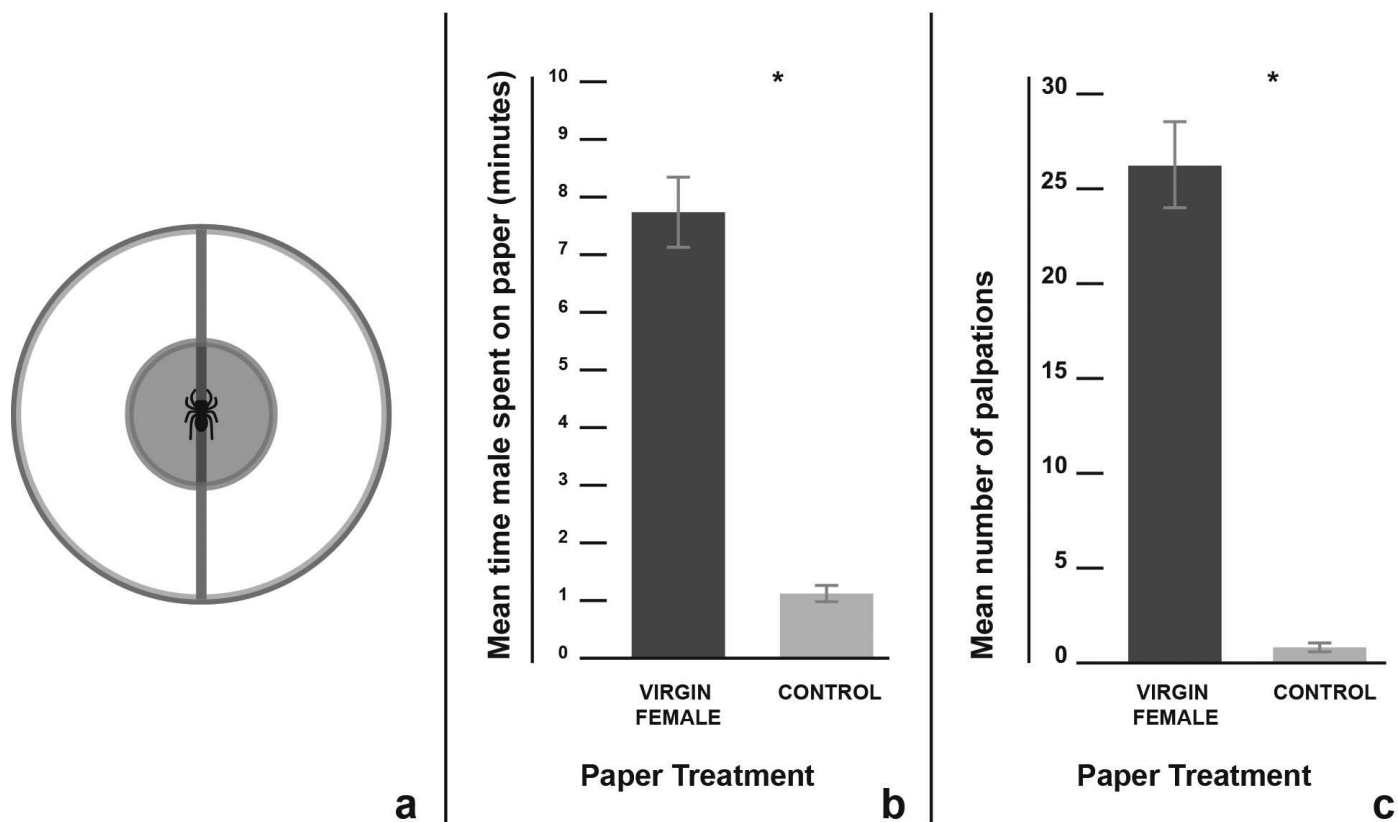 a
Mean time male spent on paper (minutes)
10
9
8
7
6
5
4
3
2
1
0
*
VIRGIN
FEMALE
CONTROL
Paper Treatment
b
Mean number of palpations
30
25
20
15
10
5
0
*
VIRGIN
FEMALE
CONTROL
Paper Treatment
c